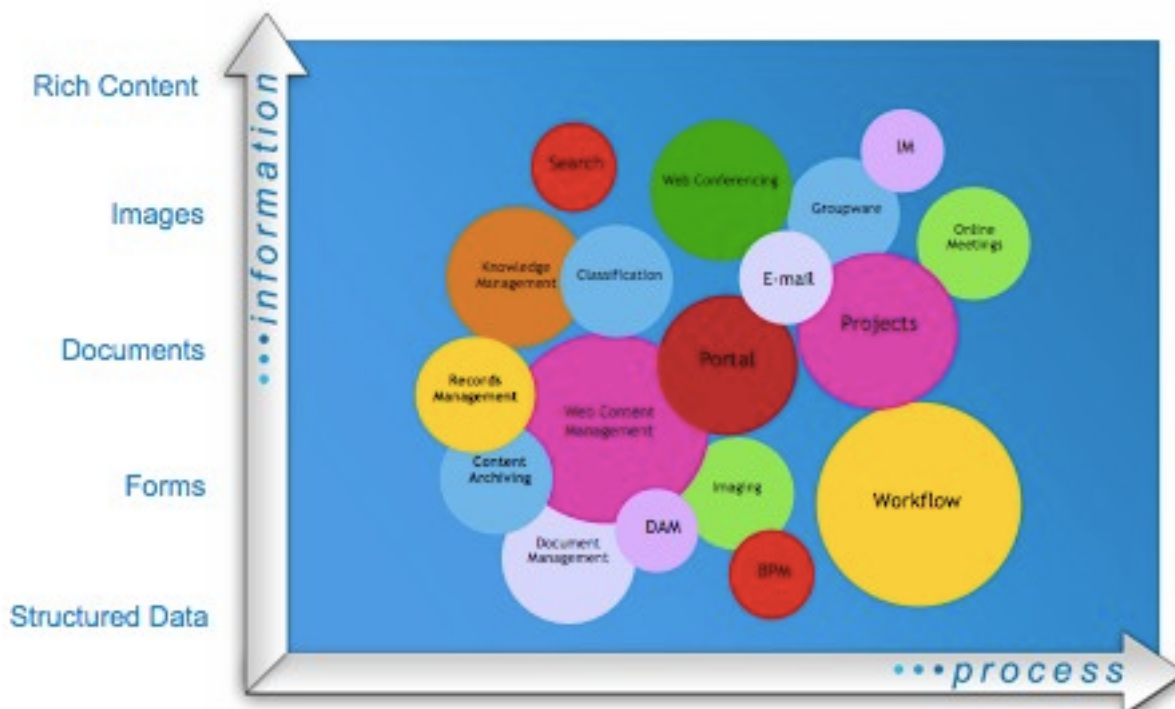 Rich Content
Images
Documents
Forms
Structured Data
information
process
Search
Web Conferencing
IM
Groupware
Online
Meetings
Knowledge
Management
Classification
E-mail
Projects
Portal
Records
Management
Web Content
Management
Content
Archiving
Imaging
Workflow
DAM
Document
Management
BPM